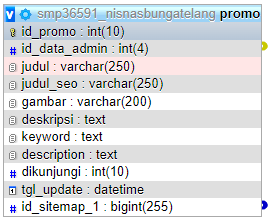 smp36591_nisnasbungatelang promo
id_promo : int(10)
id_data_admin : int(4)
judul : varchar(250)
judul_seo : varchar(250)
gambar : varchar(200)
deskripsi : text
keyword : text
description : text
dikunjungi : int(10)
tgl_update : datetime
id_sitemap_1 : bigint(255)